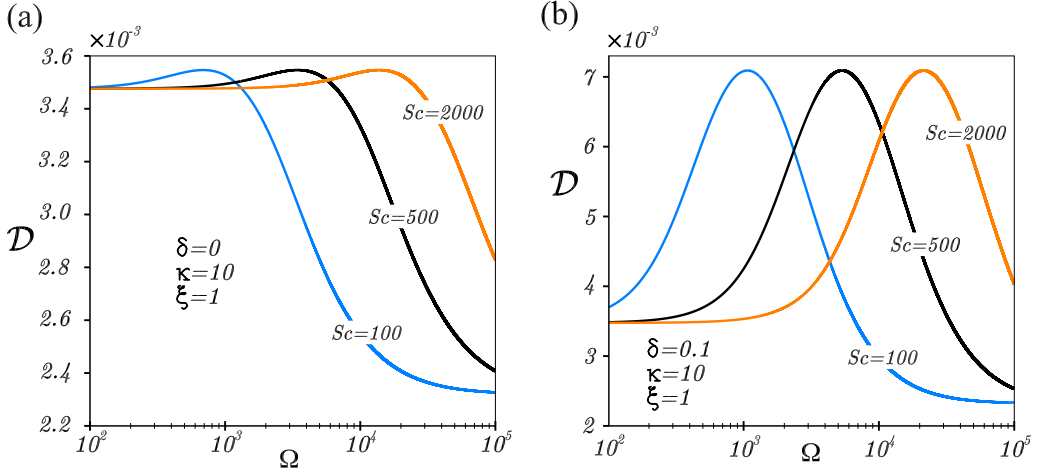 (a)
×10⁻³
3.6
3.4
3.2
3.0
2.8
2.6
2.4
2.2
𝒟
Sc=2000
Sc=500
Sc=100
δ=0
κ=10
ξ=1
10² 10³ 10⁴ 10⁵
Ω
(b)
×10⁻³
7
6
5
4
3
2
𝒟
Sc=2000
Sc=500
Sc=100
δ=0.1
κ=10
ξ=1
10² 10³ 10⁴ 10⁵
Ω